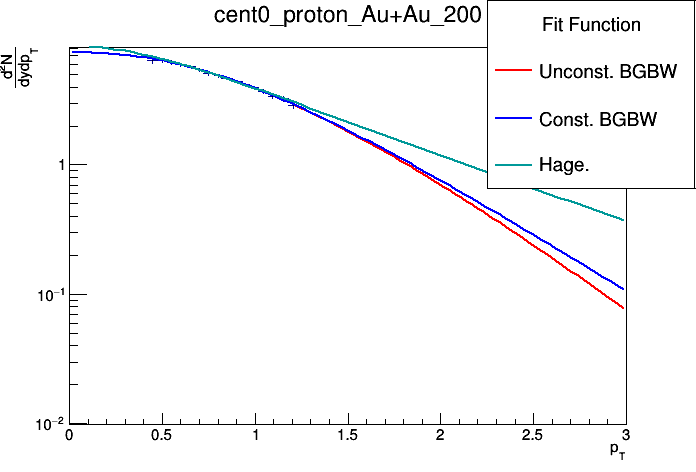 cent0_proton_Au+Au_200
Fit Function
Unconst. BGBW
Const. BGBW
Hage.
d²N
dydp_T
1
10⁻¹
10⁻²
0 0.5 1 1.5 2 2.5 3
p_T